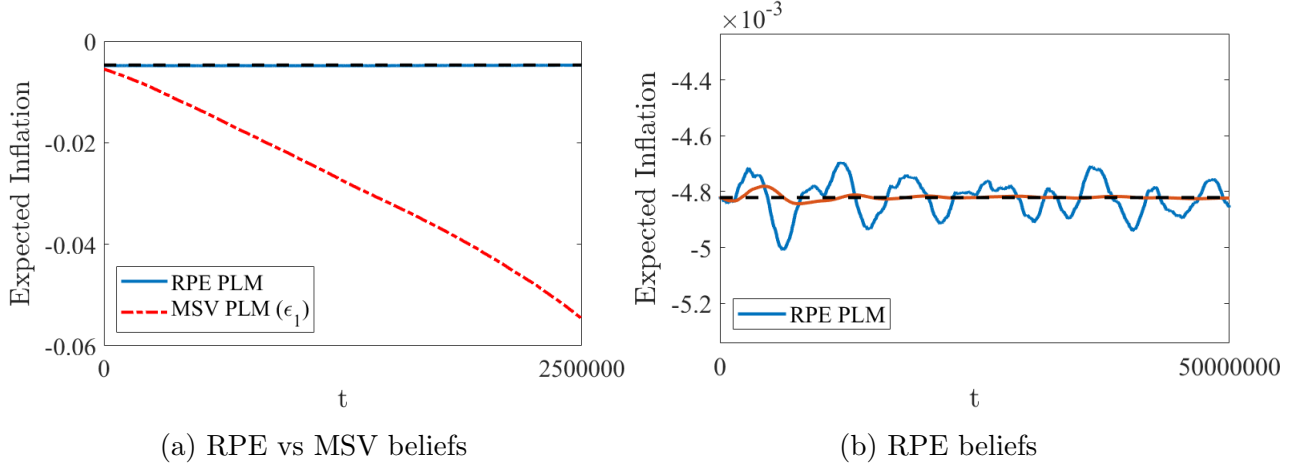 0
-0.02
-0.04
-0.06
Expected Inflation
RPE PLM
MSV PLM (ϵ₁)
0
2500000
t
(a) RPE vs MSV beliefs
×10⁻³
-4.4
-4.6
-4.8
-5
-5.2
Expected Inflation
RPE PLM
0
50000000
t
(b) RPE beliefs